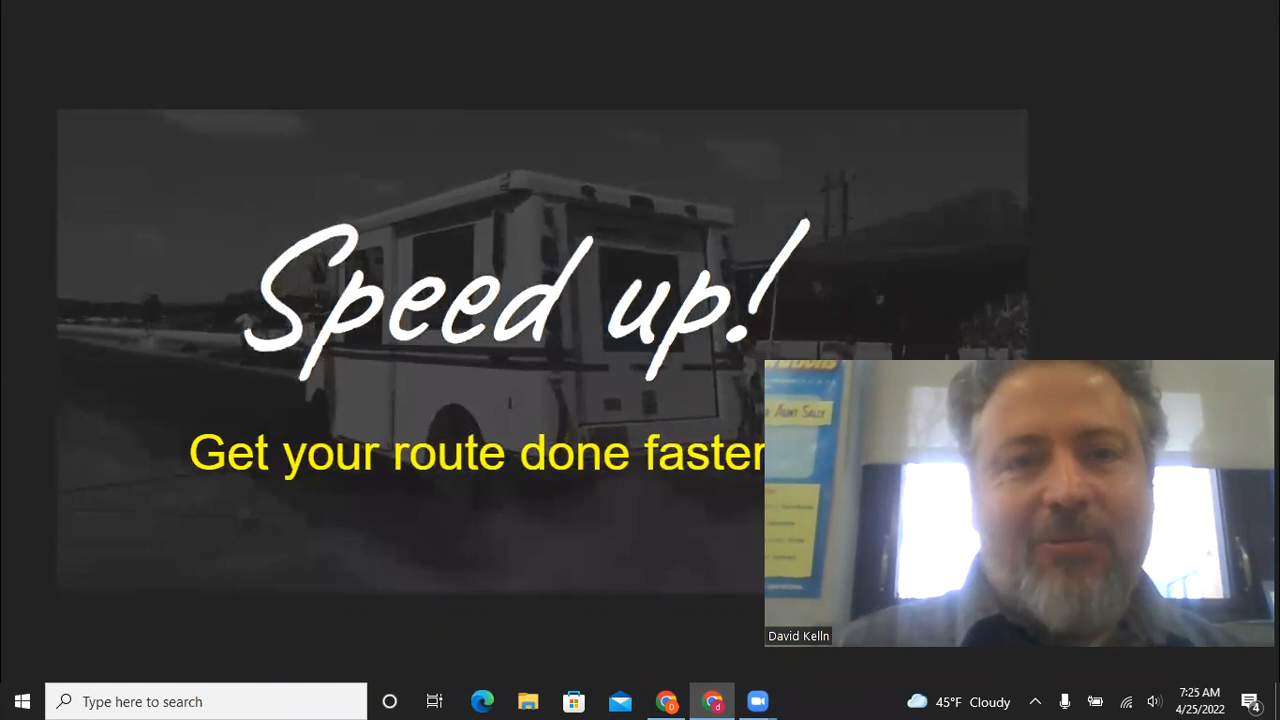 Speed up!
Get your route done faster
AUNT SALLY
David Kelln
Type here to search
45°F Cloudy
7:25 AM
4/25/2022
4